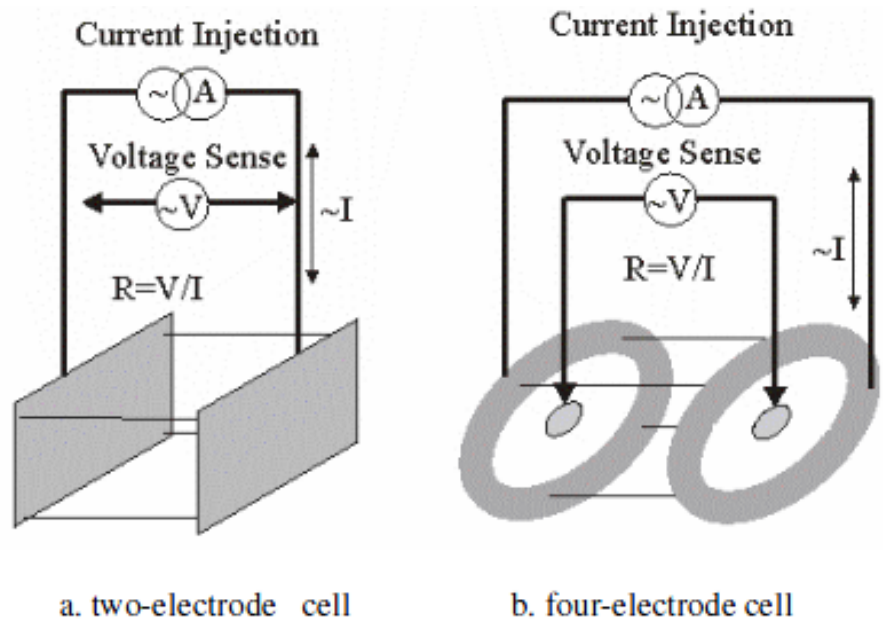 Current Injection
~ A
Voltage Sense
~V
~I
R=V/I
a. two-electrode cell
Current Injection
~ A
Voltage Sense
~V
~I
R=V/I
b. four-electrode cell